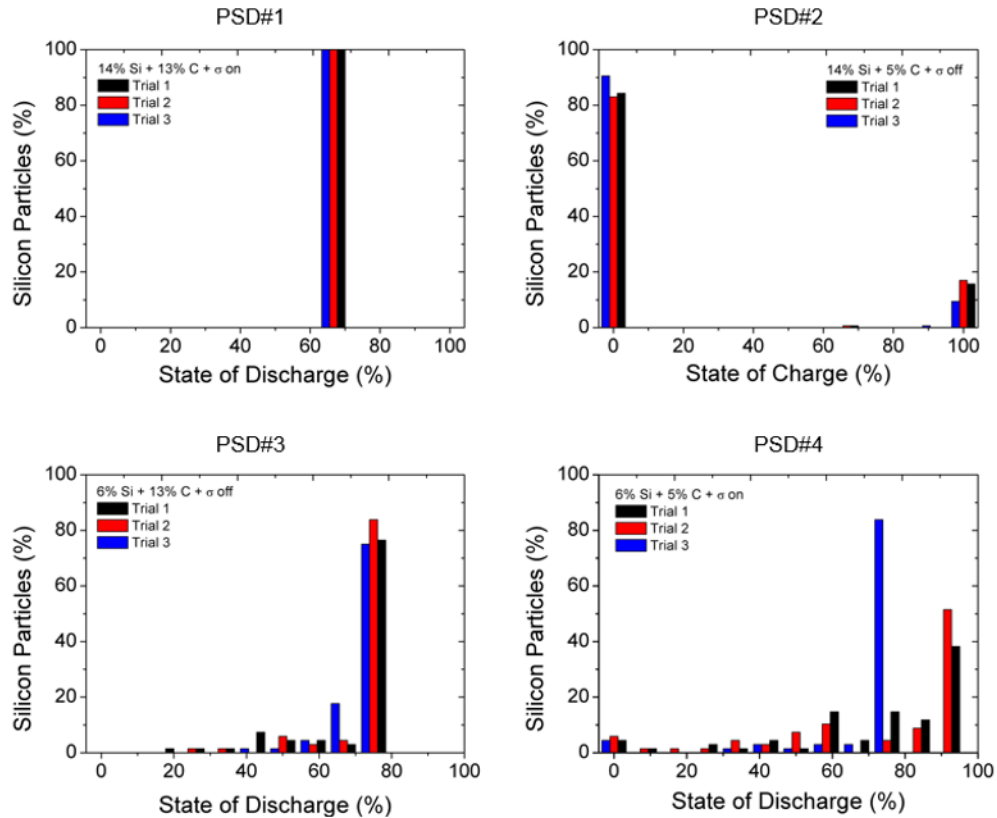 PSD#1
100
80
60
40
20
0
Silicon Particles (%)
14% Si + 13% C + σ on
Trial 1
Trial 2
Trial 3
0 20 40 60 80 100
State of Discharge (%)
PSD#2
100
80
60
40
20
0
Silicon Particles (%)
14% Si + 5% C + σ off
Trial 1
Trial 2
Trial 3
0 20 40 60 80 100
State of Charge (%)
PSD#3
100
80
60
40
20
0
Silicon Particles (%)
6% Si + 13% C + σ off
Trial 1
Trial 2
Trial 3
0 20 40 60 80 100
State of Discharge (%)
PSD#4
100
80
60
40
20
0
Silicon Particles (%)
6% Si + 5% C + σ on
Trial 1
Trial 2
Trial 3
0 20 40 60 80 100
State of Discharge (%)